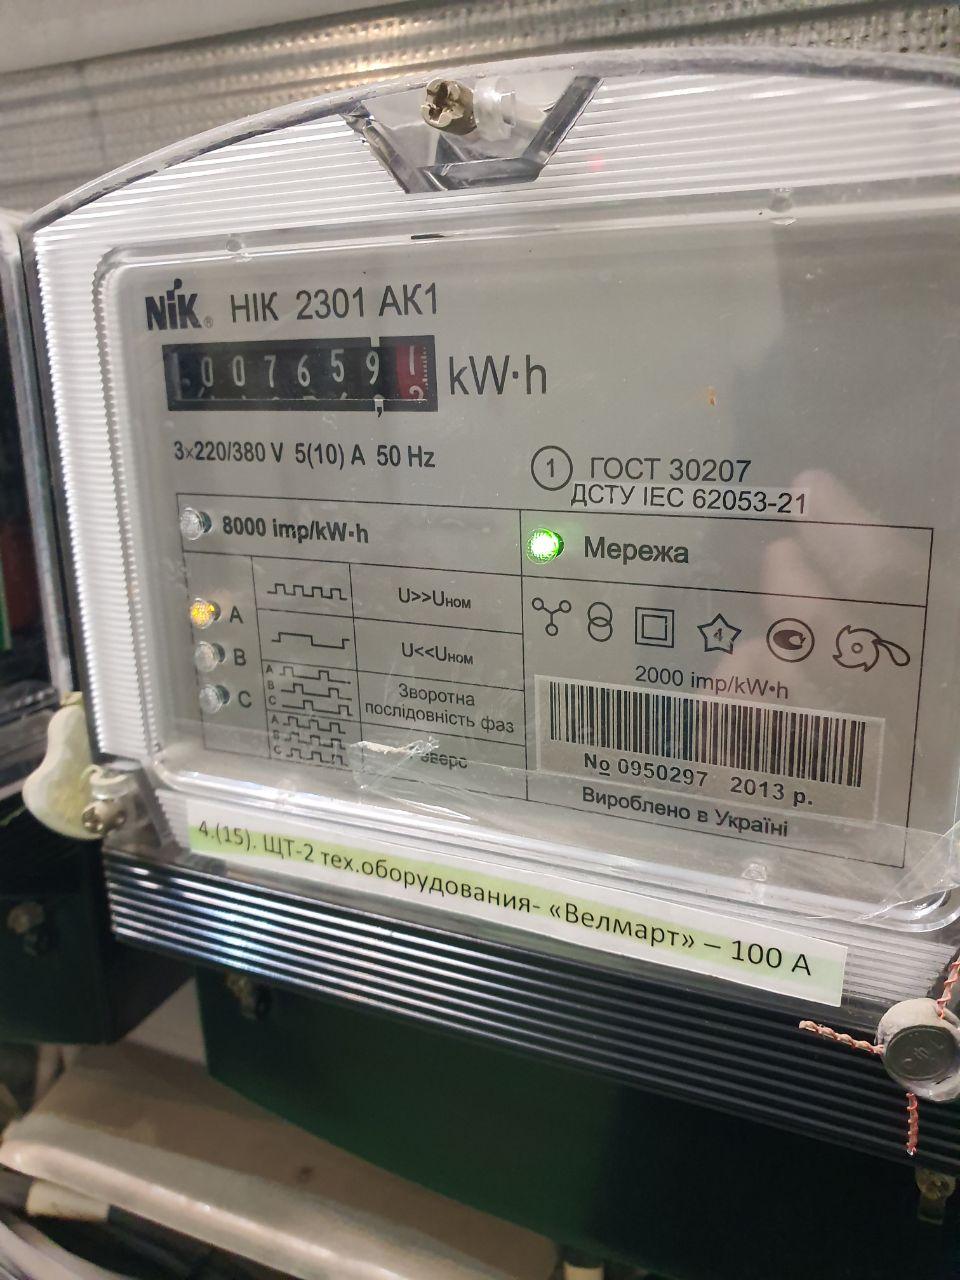 NiK® НІК 2301 АК1
007659,1 kW·h
3×220/380 V 5(10) A 50 Hz
1 ГОСТ 30207
ДСТУ IEC 62053-21
8000 imp/kW·h
Мережа
A
B
C
U>>Uном
U<<Uном
A
B
C
Зворотна
послідовність фаз
A
B
C
4
2000 imp/kW·h
№ 0950297 2013 р.
Вироблено в Україні
4.(15). ЩТ-2 тех.оборудования- «Велмарт» – 100 А